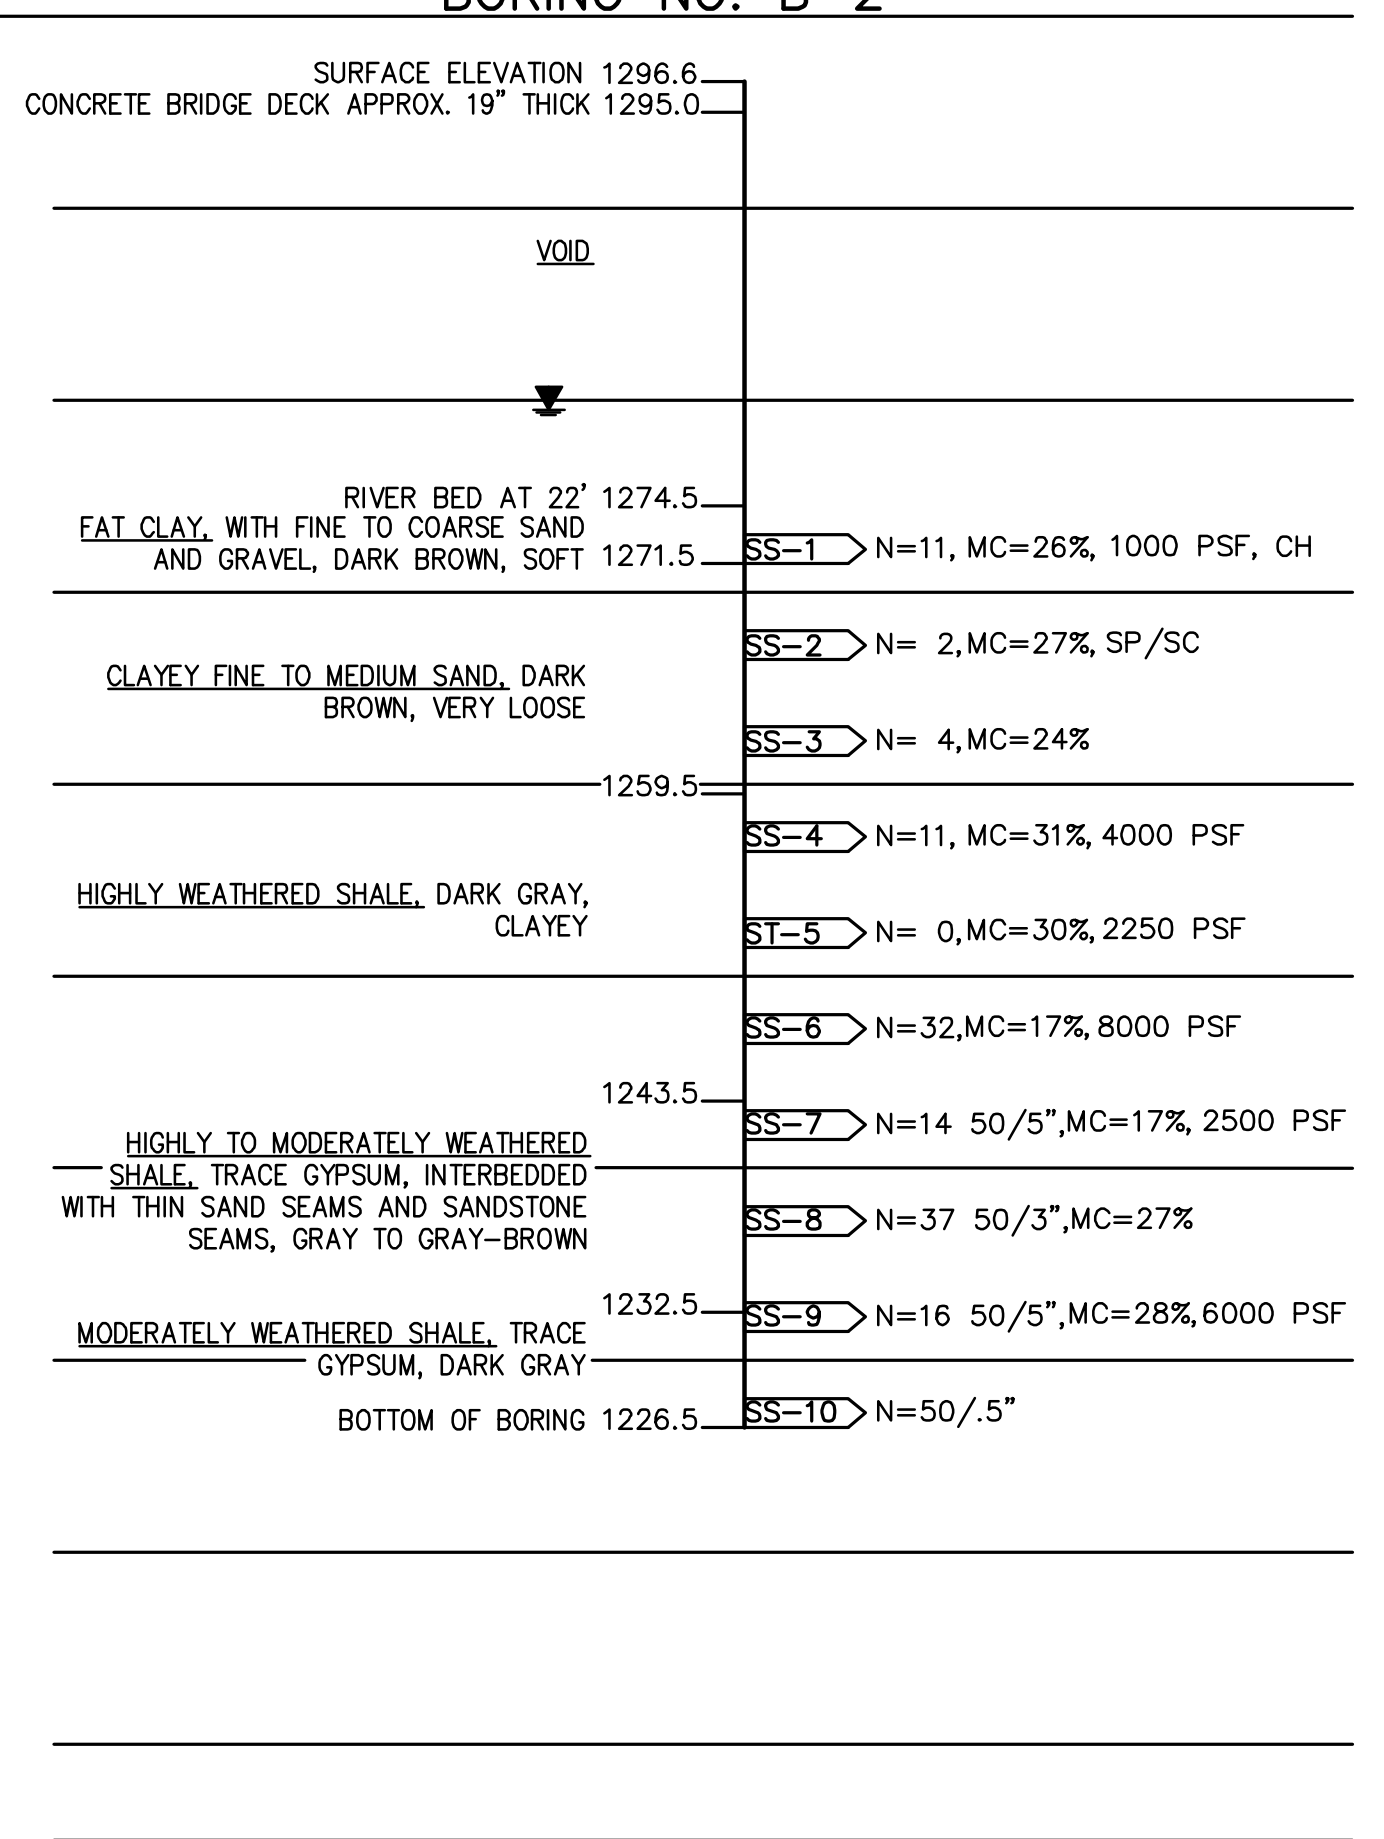 BORING NO. B-2
SURFACE ELEVATION 1296.6
CONCRETE BRIDGE DECK APPROX. 19" THICK 1295.0
VOID
RIVER BED AT 22' 1274.5
FAT CLAY, WITH FINE TO COARSE SAND
AND GRAVEL, DARK BROWN, SOFT 1271.5
SS-1 N=11, MC=26%, 1000 PSF, CH
SS-2 N= 2,MC=27%, SP/SC
CLAYEY FINE TO MEDIUM SAND, DARK
BROWN, VERY LOOSE
SS-3 N= 4,MC=24%
1259.5
SS-4 N=11, MC=31%, 4000 PSF
HIGHLY WEATHERED SHALE, DARK GRAY,
CLAYEY
ST-5 N= 0,MC=30%, 2250 PSF
SS-6 N=32,MC=17%, 8000 PSF
1243.5
SS-7 N=14 50/5",MC=17%, 2500 PSF
HIGHLY TO MODERATELY WEATHERED
SHALE, TRACE GYPSUM, INTERBEDDED
WITH THIN SAND SEAMS AND SANDSTONE
SEAMS, GRAY TO GRAY-BROWN
SS-8 N=37 50/3",MC=27%
1232.5
SS-9 N=16 50/5",MC=28%,6000 PSF
MODERATELY WEATHERED SHALE, TRACE
GYPSUM, DARK GRAY
BOTTOM OF BORING 1226.5
SS-10 N=50/.5"